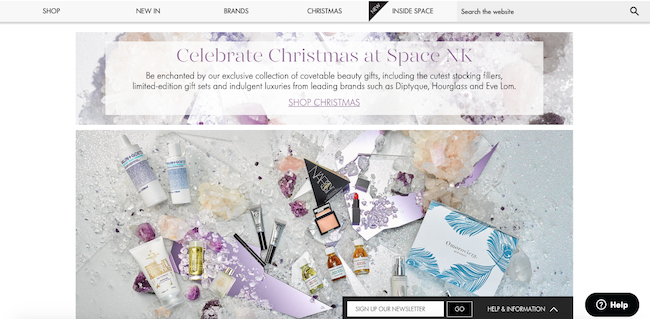 SHOP NEW IN BRANDS CHRISTMAS NEW INSIDE SPACE Search the website
Celebrate Christmas at Space NK
Be enchanted by our exclusive collection of covetable beauty gifts, including the cutest stocking fillers,
limited-edition gift sets and indulgent luxuries from leading brands such as Diptyque, Hourglass and Eve Lom.
SHOP CHRISTMAS
NARS
Omorovicza
SIGN UP OUR NEWSLETTER GO HELP & INFORMATION
? Help